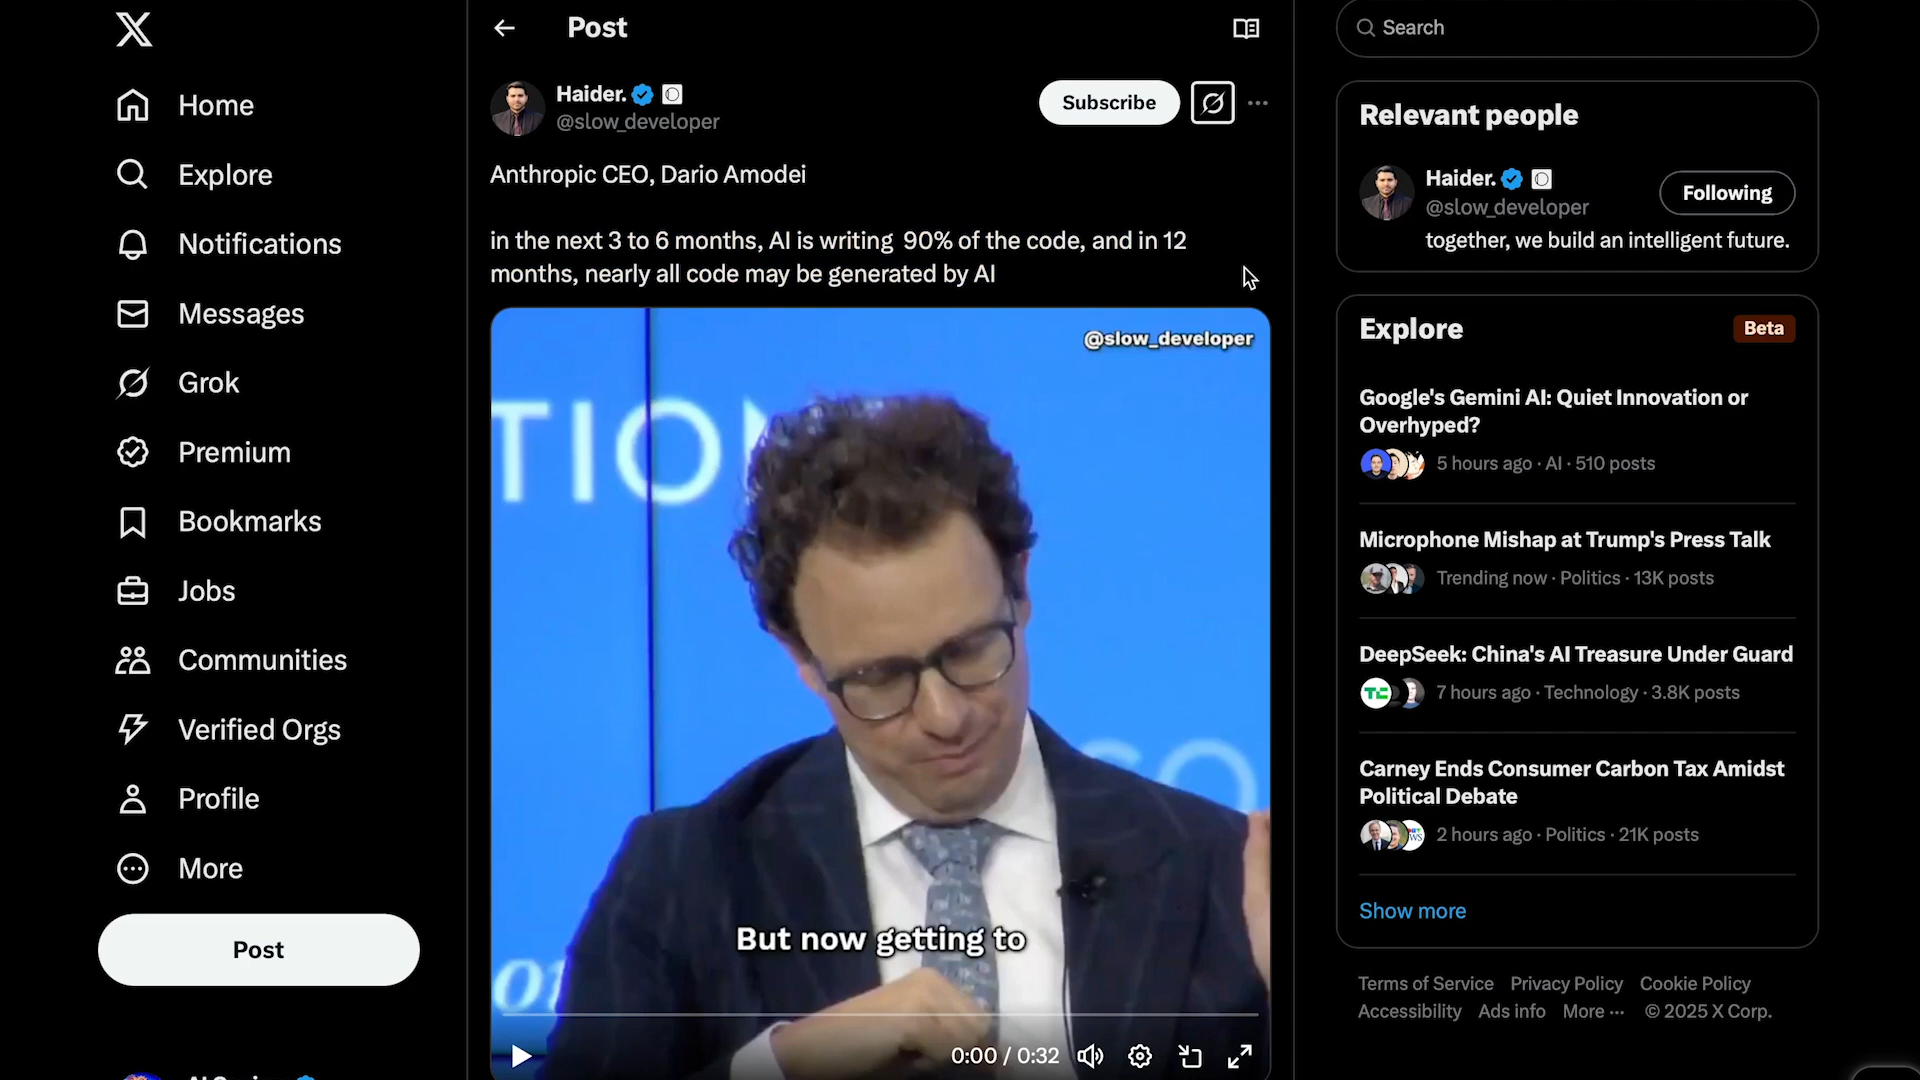 Home
Explore
Notifications
Messages
Grok
Premium
Bookmarks
Jobs
Communities
Verified Orgs
Profile
More
Post
Post
Haider.
@slow_developer
Subscribe
Anthropic CEO, Dario Amodei
in the next 3 to 6 months, AI is writing 90% of the code, and in 12
months, nearly all code may be generated by AI
@slow_developer
TIO
SO
But now getting to
0:00 / 0:32
Search
Relevant people
Haider.
@slow_developer
Following
together, we build an intelligent future.
Explore
Beta
Google's Gemini AI: Quiet Innovation or
Overhyped?
5 hours ago · AI · 510 posts
Microphone Mishap at Trump's Press Talk
Trending now · Politics · 13K posts
DeepSeek: China's AI Treasure Under Guard
TC
7 hours ago · Technology · 3.8K posts
Carney Ends Consumer Carbon Tax Amidst
Political Debate
2 hours ago · Politics · 21K posts
Show more
Terms of Service Privacy Policy Cookie Policy
Accessibility Ads info More ··· © 2025 X Corp.